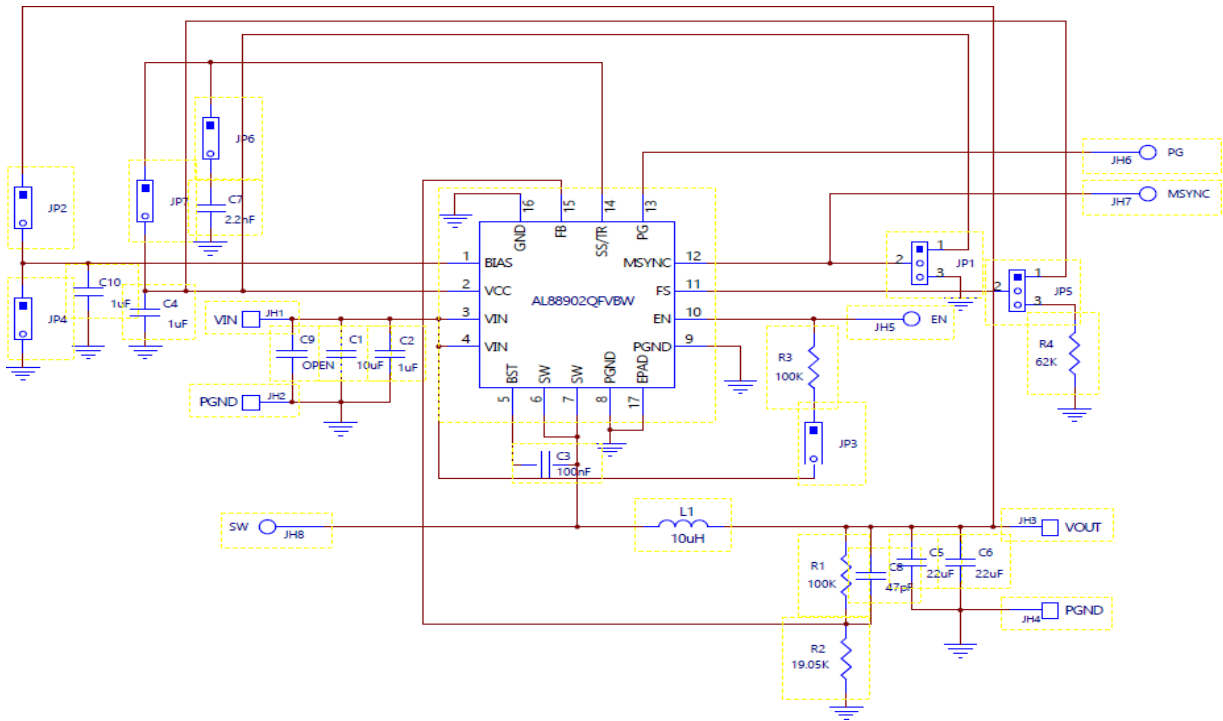 JP6
JH6
PG
JP2
JP7
C7
2.2nF
JH7
MSYNC
16
15
14
13
GND
FB
SS/TR
PG
1
BIAS
MSYNC
12
2
1
3
JP1
2
VCC
AL88902QFVBW
FS
11
2
1
3
JP5
C10
1uF
C4
1uF
JP4
VIN
JH1
3
VIN
EN
10
JH5
EN
C9
OPEN
C1
10uF
C2
1uF
4
VIN
PGND
9
R3
100K
R4
62K
PGND
JH2
BST
SW
SW
PGND
EPAD
5
6
7
8
17
JP3
C3
100nF
SW
JH8
L1
10uH
JH3
VOUT
R1
100K
C8
47pF
C5
22uF
C6
22uF
JH4
PGND
R2
19.05K